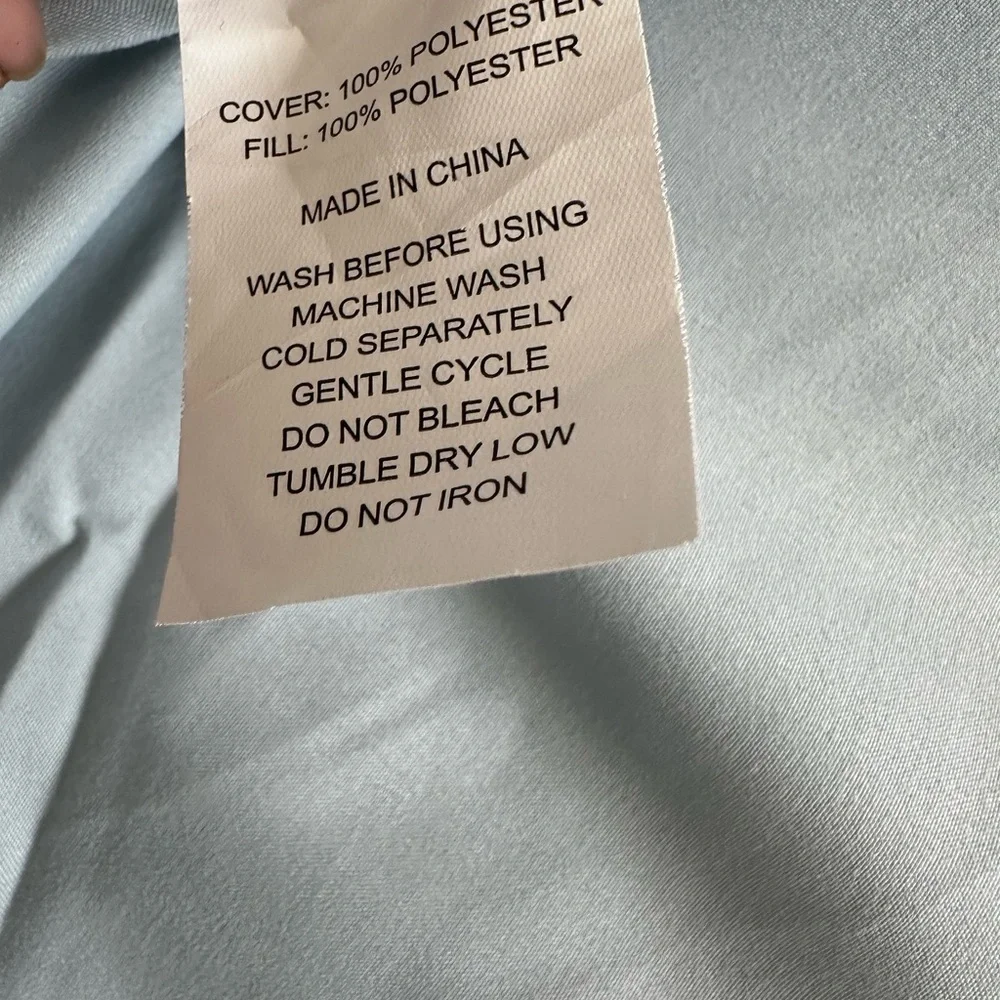 COVER: 100% POLYESTER
FILL: 100% POLYESTER
MADE IN CHINA
WASH BEFORE USING
MACHINE WASH
COLD SEPARATELY
GENTLE CYCLE
DO NOT BLEACH
TUMBLE DRY LOW
DO NOT IRON